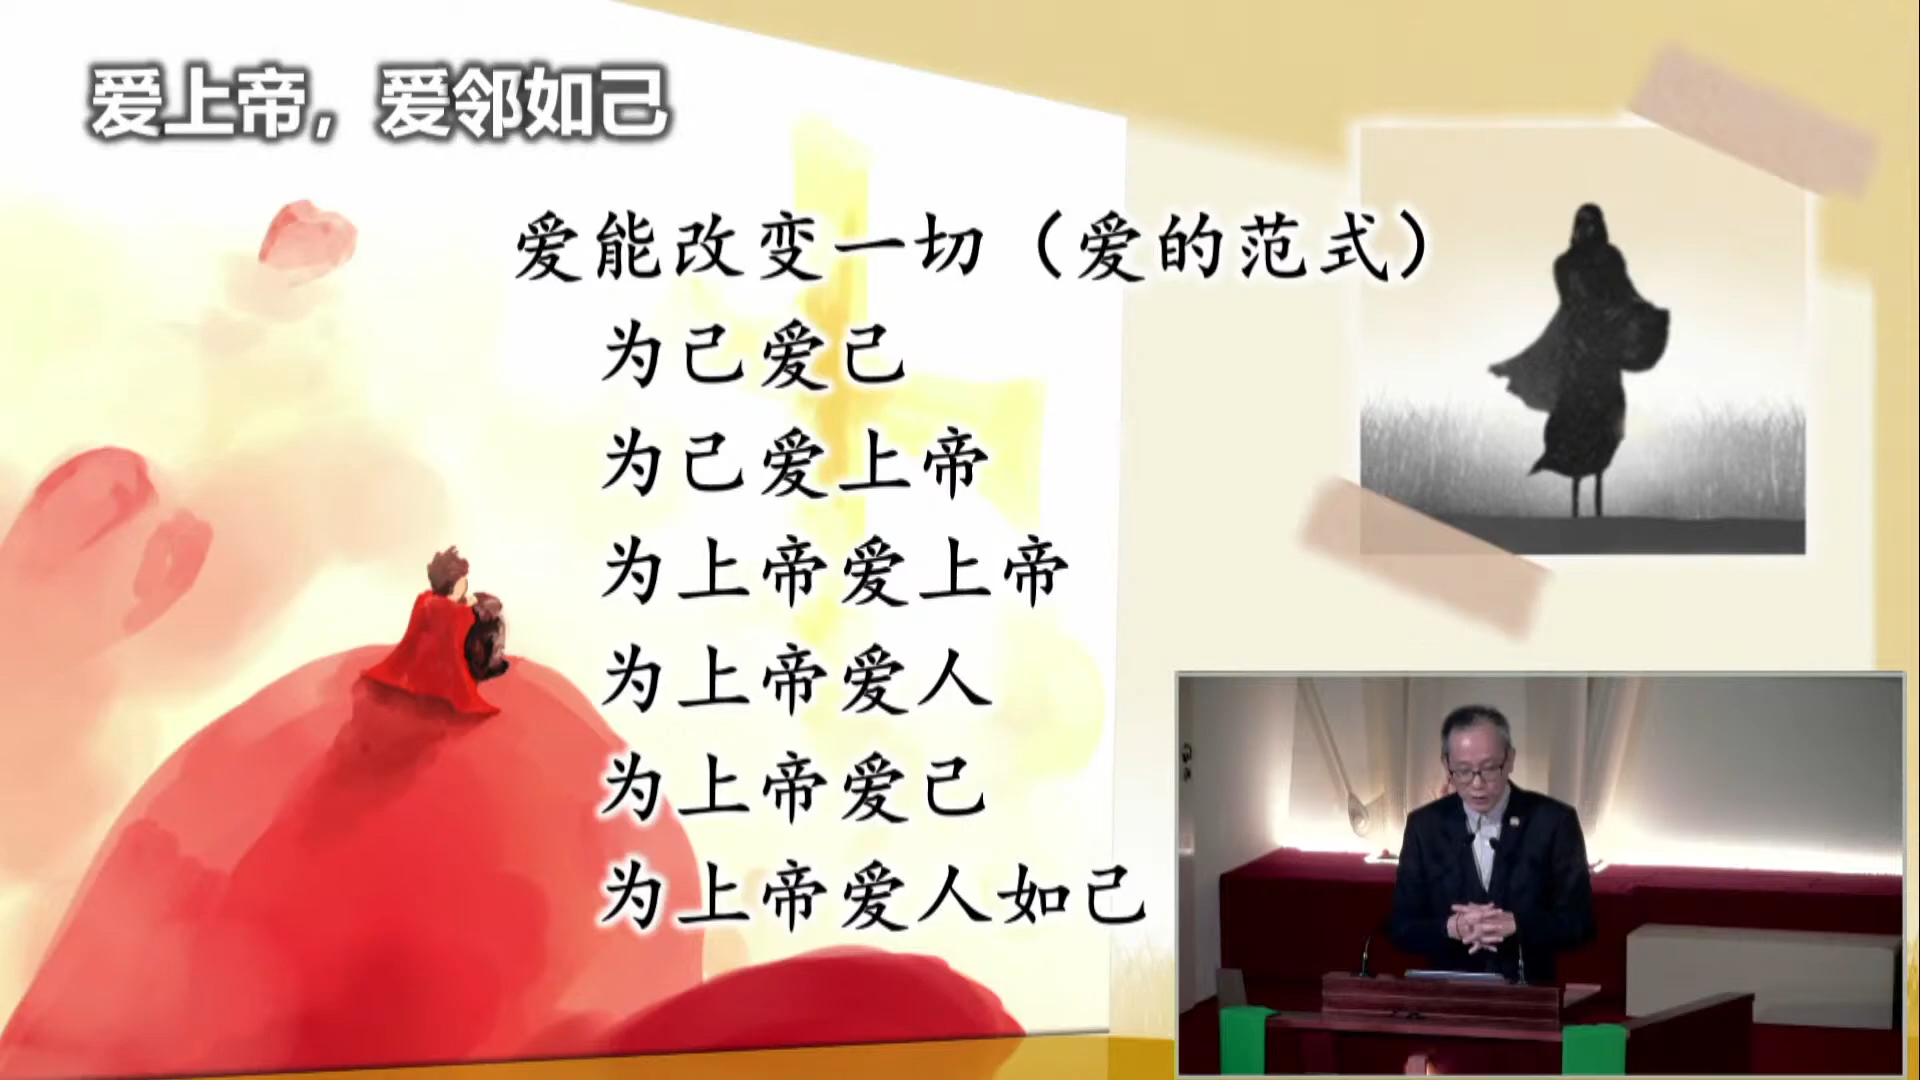 爱上帝，爱邻如己
爱能改变一切（爱的范式）
为己爱己
为己爱上帝
为上帝爱上帝
为上帝爱人
为上帝爱己
为上帝爱人如己